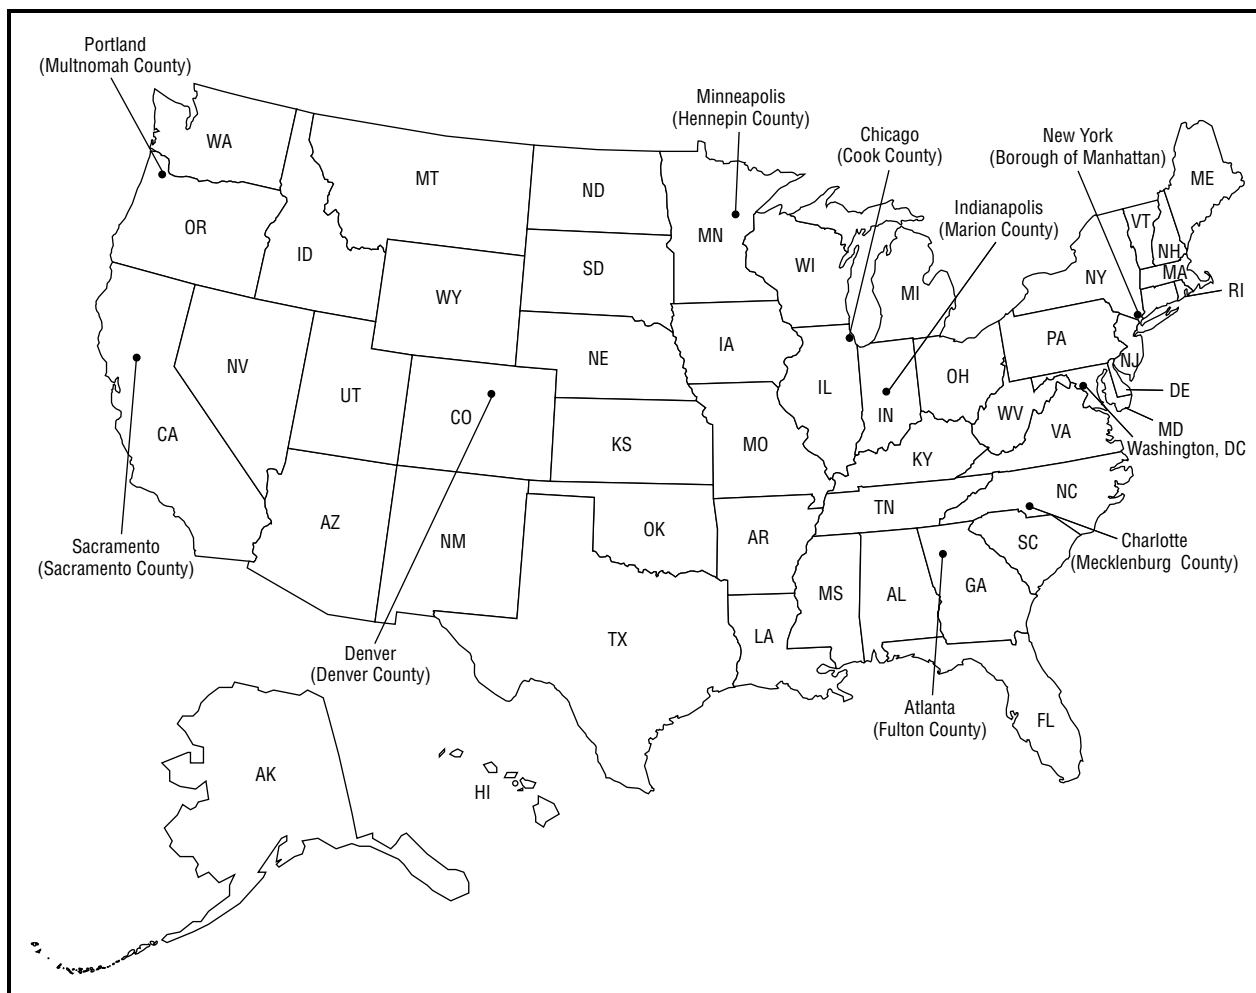 Portland
(Multnomah County)
Minneapolis
(Hennepin County)
Chicago
(Cook County)
New York
(Borough of Manhattan)
Indianapolis
(Marion County)
WA
MT
ND
MN
ME
VT
NH
MA
RI
NY
OR
ID
SD
WI
MI
WY
IA
PA
NJ
NE
NV
UT
CO
IL
IN
OH
WV
DE
MD
Washington, DC
VA
CA
KS
MO
KY
NC
TN
AZ
NM
OK
AR
SC
Charlotte
(Mecklenburg County)
Sacramento
(Sacramento County)
MS
AL
GA
TX
LA
Denver
(Denver County)
Atlanta
(Fulton County)
FL
AK
HI